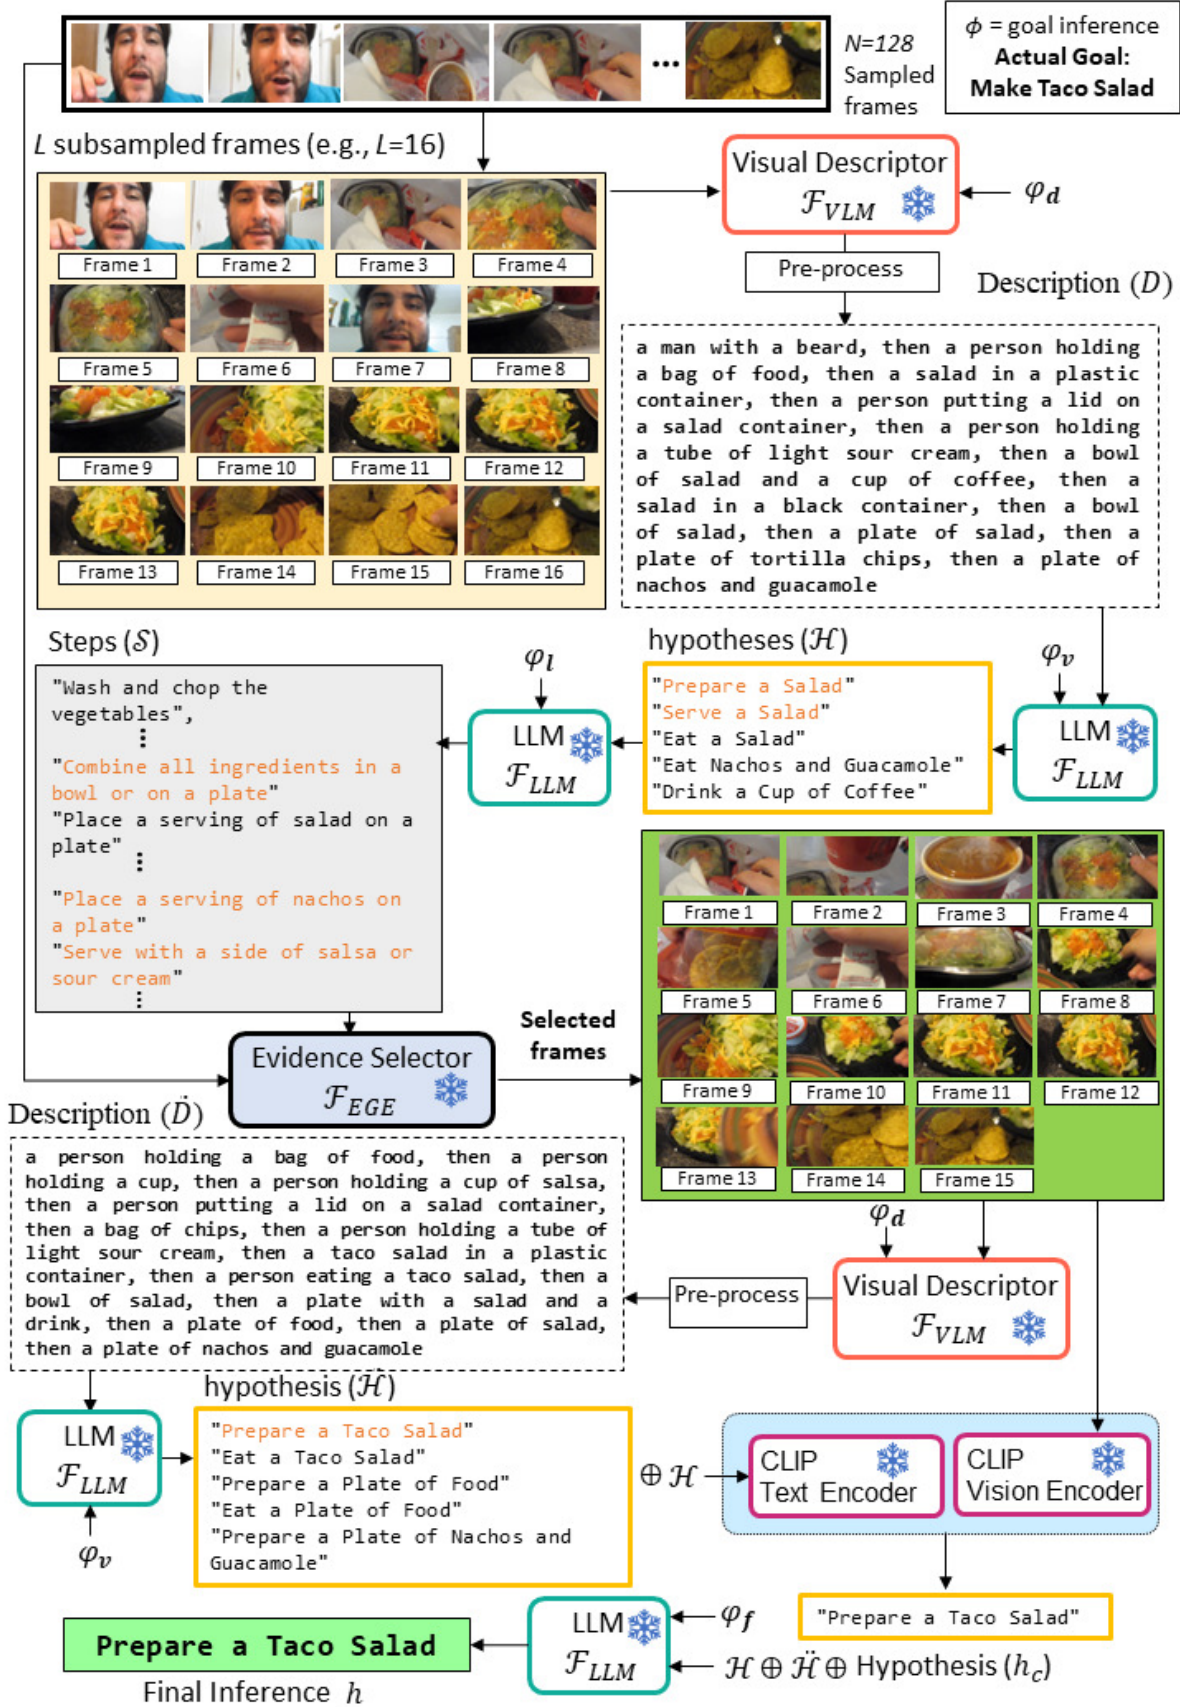 N=128
Sampled
frames
ϕ = goal inference
Actual Goal:
Make Taco Salad
L subsampled frames (e.g., L=16)
Frame 1
Frame 2
Frame 3
Frame 4
Frame 5
Frame 6
Frame 7
Frame 8
Frame 9
Frame 10
Frame 11
Frame 12
Frame 13
Frame 14
Frame 15
Frame 16
Visual Descriptor
ℱVLM
φd
Pre-process
Description (D)
a man with a beard, then a person holding
a bag of food, then a salad in a plastic
container, then a person putting a lid on
a salad container, then a person holding
a tube of light sour cream, then a bowl
of salad and a cup of coffee, then a
salad in a black container, then a bowl
of salad, then a plate of salad, then a
plate of tortilla chips, then a plate of
nachos and guacamole
φv
LLM
ℱLLM
hypotheses (ℋ)
"Prepare a Salad"
"Serve a Salad"
"Eat a Salad"
"Eat Nachos and Guacamole"
"Drink a Cup of Coffee"
φl
LLM
ℱLLM
Steps (𝒮)
"Wash and chop the
vegetables",
⋮
"Combine all ingredients in a
bowl or on a plate"
"Place a serving of salad on a
plate"
⋮
"Place a serving of nachos on
a plate"
"Serve with a side of salsa or
sour cream"
⋮
Evidence Selector
ℱEGE
Selected
frames
Frame 1
Frame 2
Frame 3
Frame 4
Frame 5
Frame 6
Frame 7
Frame 8
Frame 9
Frame 10
Frame 11
Frame 12
Frame 13
Frame 14
Frame 15
φd
Visual Descriptor
ℱVLM
Pre-process
Description (D̈)
a person holding a bag of food, then a person
holding a cup, then a person holding a cup of salsa,
then a person putting a lid on a salad container,
then a bag of chips, then a person holding a tube of
light sour cream, then a taco salad in a plastic
container, then a person eating a taco salad, then a
bowl of salad, then a plate with a salad and a
drink, then a plate of food, then a plate of salad,
then a plate of nachos and guacamole
LLM
ℱLLM
φv
hypothesis (ℋ̈)
"Prepare a Taco Salad"
"Eat a Taco Salad"
"Prepare a Plate of Food"
"Eat a Plate of Food"
"Prepare a Plate of Nachos and
Guacamole"
⊕ ℋ
CLIP
Text Encoder
CLIP
Vision Encoder
"Prepare a Taco Salad"
LLM
ℱLLM
φf
ℋ ⊕ ℋ̈ ⊕ Hypothesis (hc)
Prepare a Taco Salad
Final Inference h